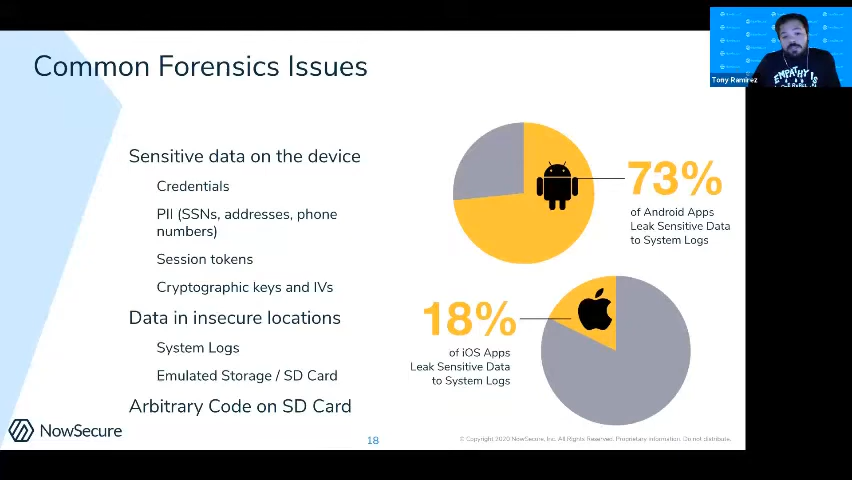 Common Forensics Issues
Tony Ramirez
EMPATHY IS
Sensitive data on the device
Credentials
PII (SSNs, addresses, phone
numbers)
Session tokens
Cryptographic keys and IVs
Data in insecure locations
System Logs
Emulated Storage / SD Card
Arbitrary Code on SD Card
73%
of Android Apps
Leak Sensitive Data
to System Logs
18%
of iOS Apps
Leak Sensitive Data
to System Logs
NowSecure
18
© Copyright 2020 NowSecure, Inc. All Rights Reserved. Proprietary information. Do not distribute.